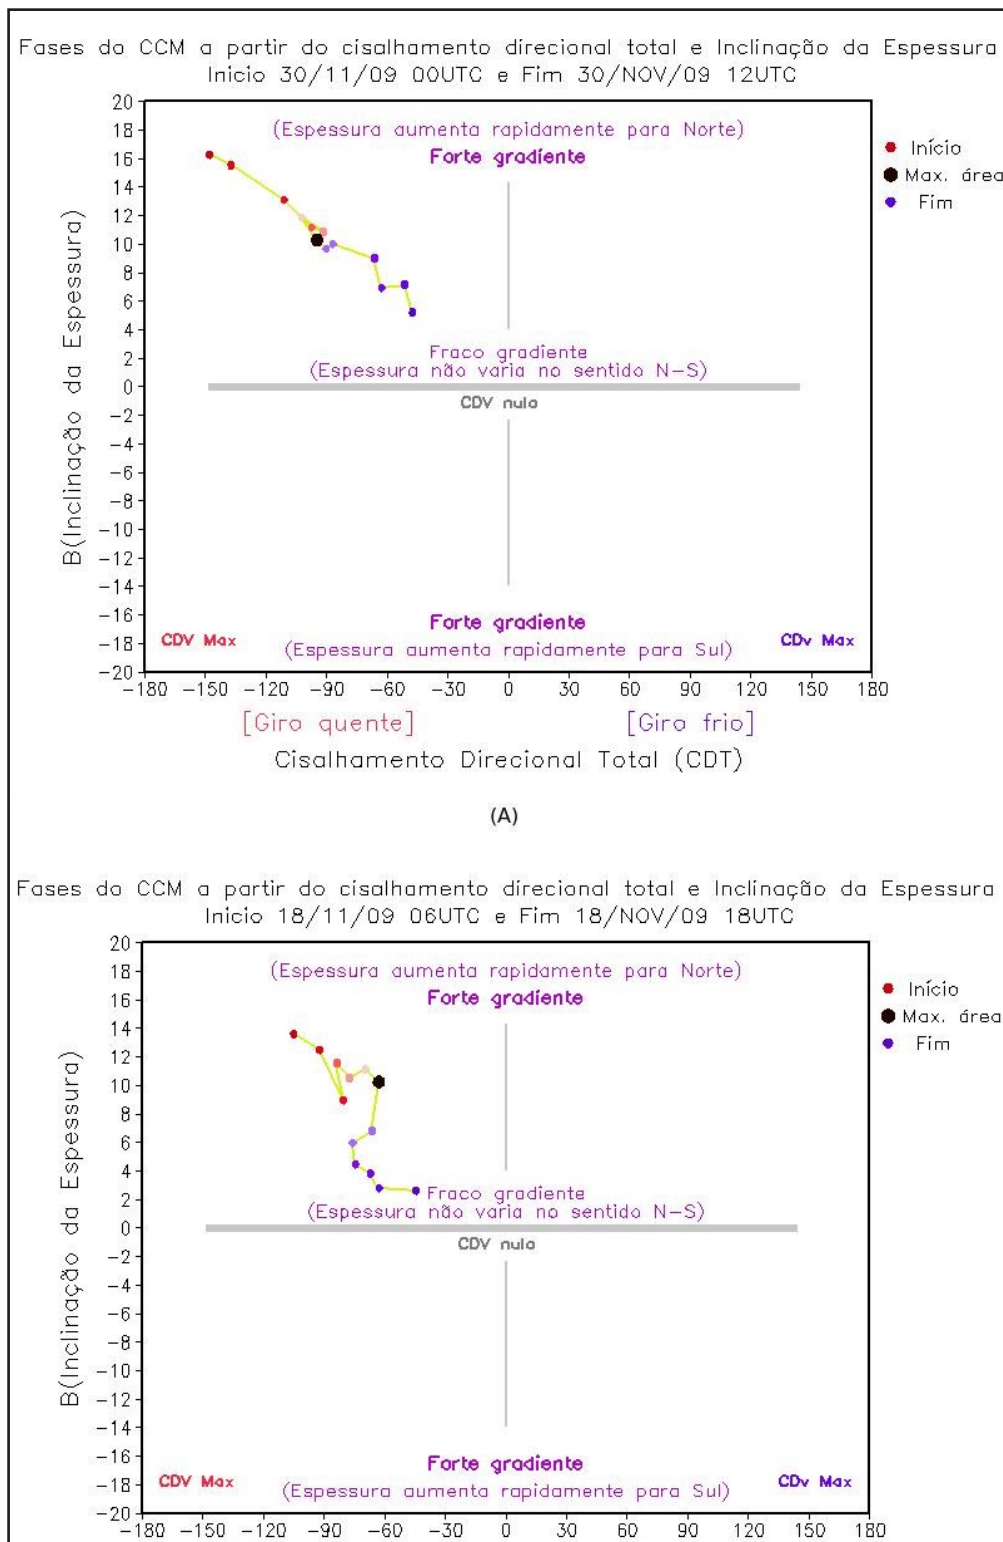 Fases do CCM a partir do cisalhamento direcional total e Inclinação da Espessura
Inicio 30/11/09 00UTC e Fim 30/NOV/09 12UTC
20
18
16
14
12
10
8
6
4
2
0
−2
−4
−6
−8
−10
−12
−14
−16
−18
−20
B(Inclinação da Espessura)
(Espessura aumenta rapidamente para Norte)
Forte gradiente
Início
Max. área
Fim
Fraco gradiente
(Espessura não varia no sentido N−S)
CDV nulo
Forte gradiente
CDV Max
CDv Max
(Espessura aumenta rapidamente para Sul)
−180 −150 −120 −90 −60 −30 0 30 60 90 120 150 180
[Giro quente] [Giro frio]
Cisalhamento Direcional Total (CDT)
(A)
Fases do CCM a partir do cisalhamento direcional total e Inclinação da Espessura
Inicio 18/11/09 06UTC e Fim 18/NOV/09 18UTC
20
18
16
14
12
10
8
6
4
2
0
−2
−4
−6
−8
−10
−12
−14
−16
−18
−20
B(Inclinação da Espessura)
(Espessura aumenta rapidamente para Norte)
Forte gradiente
Início
Max. área
Fim
Fraco gradiente
(Espessura não varia no sentido N−S)
CDV nulo
Forte gradiente
CDV Max
CDv Max
(Espessura aumenta rapidamente para Sul)
−180 −150 −120 −90 −60 −30 0 30 60 90 120 150 180